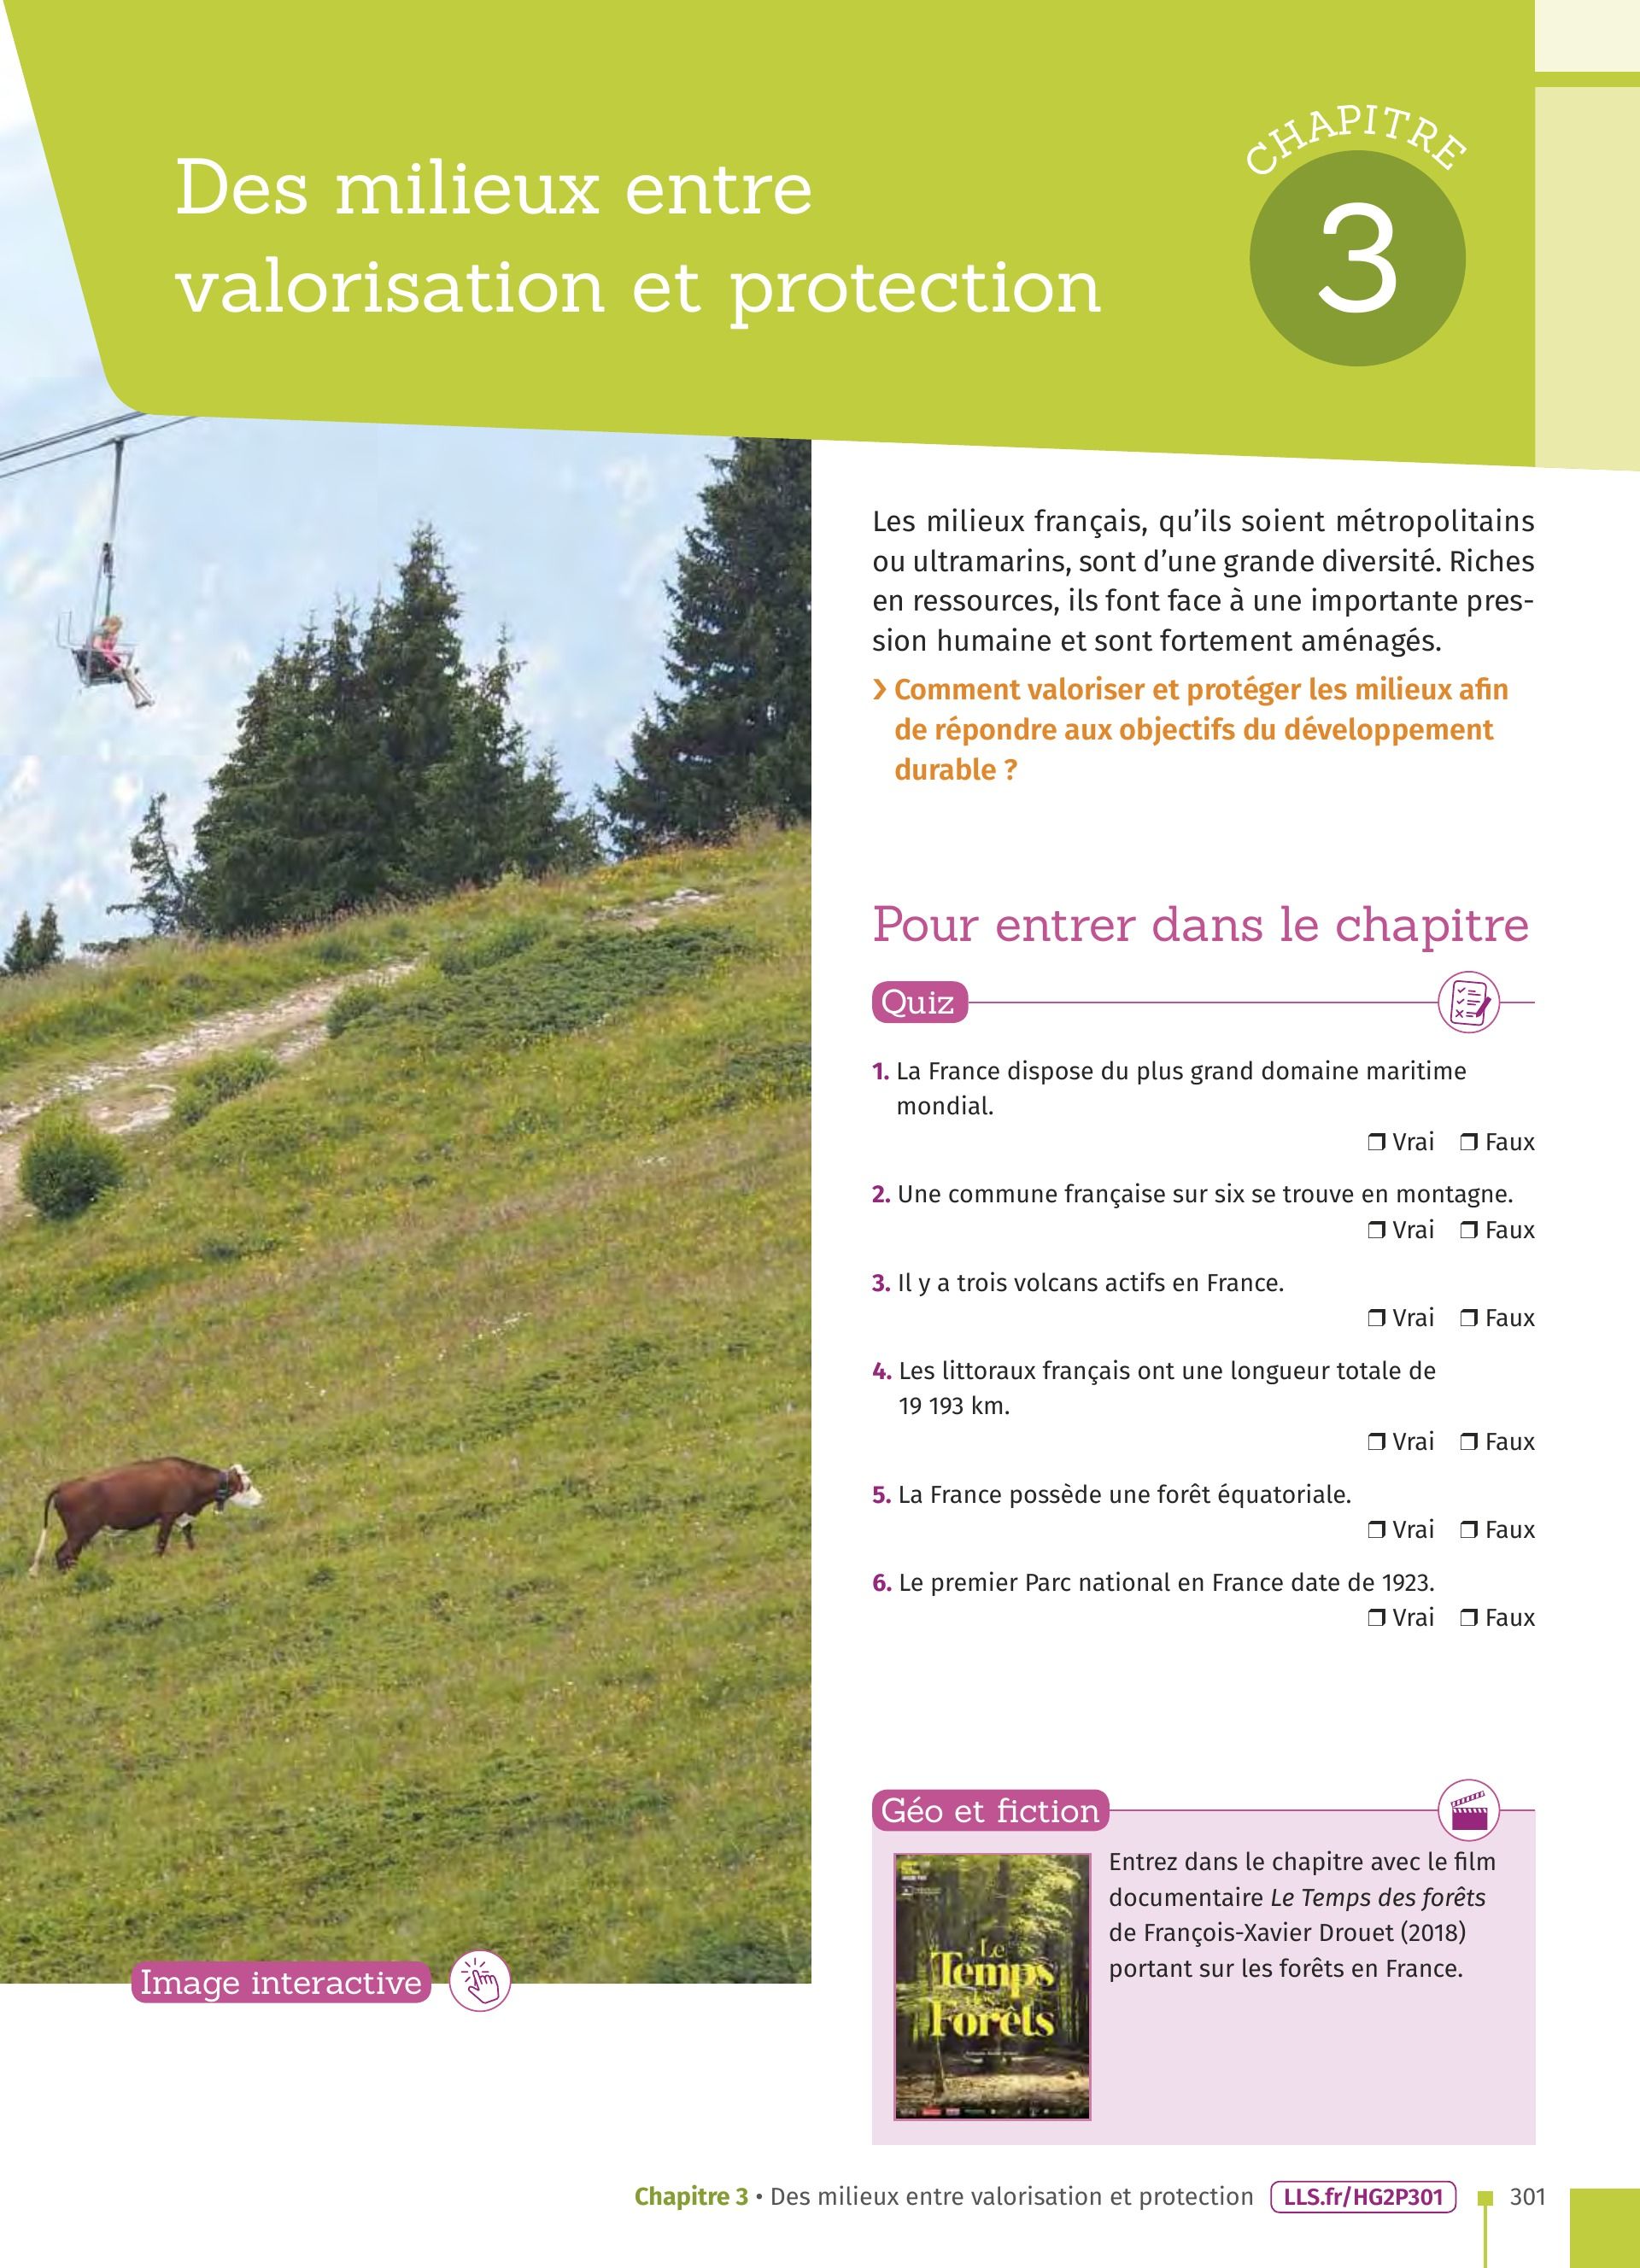 CHAPITRE
3
Des milieux entre
valorisation et protection
Les milieux français, qu’ils soient métropolitains
ou ultramarins, sont d’une grande diversité. Riches
en ressources, ils font face à une importante pres-
sion humaine et sont fortement aménagés.
› Comment valoriser et protéger les milieux afin
de répondre aux objectifs du développement
durable ?
Pour entrer dans le chapitre
Quiz
1. La France dispose du plus grand domaine maritime
mondial.
❒ Vrai ❒ Faux
2. Une commune française sur six se trouve en montagne.
❒ Vrai ❒ Faux
3. Il y a trois volcans actifs en France.
❒ Vrai ❒ Faux
4. Les littoraux français ont une longueur totale de
19 193 km.
❒ Vrai ❒ Faux
5. La France possède une forêt équatoriale.
❒ Vrai ❒ Faux
6. Le premier Parc national en France date de 1923.
❒ Vrai ❒ Faux
Géo et fiction
Le
Temps
des
Forêts
Entrez dans le chapitre avec le film
documentaire Le Temps des forêts
de François-Xavier Drouet (2018)
portant sur les forêts en France.
Image interactive
Chapitre 3 • Des milieux entre valorisation et protection LLS.fr/HG2P301 301